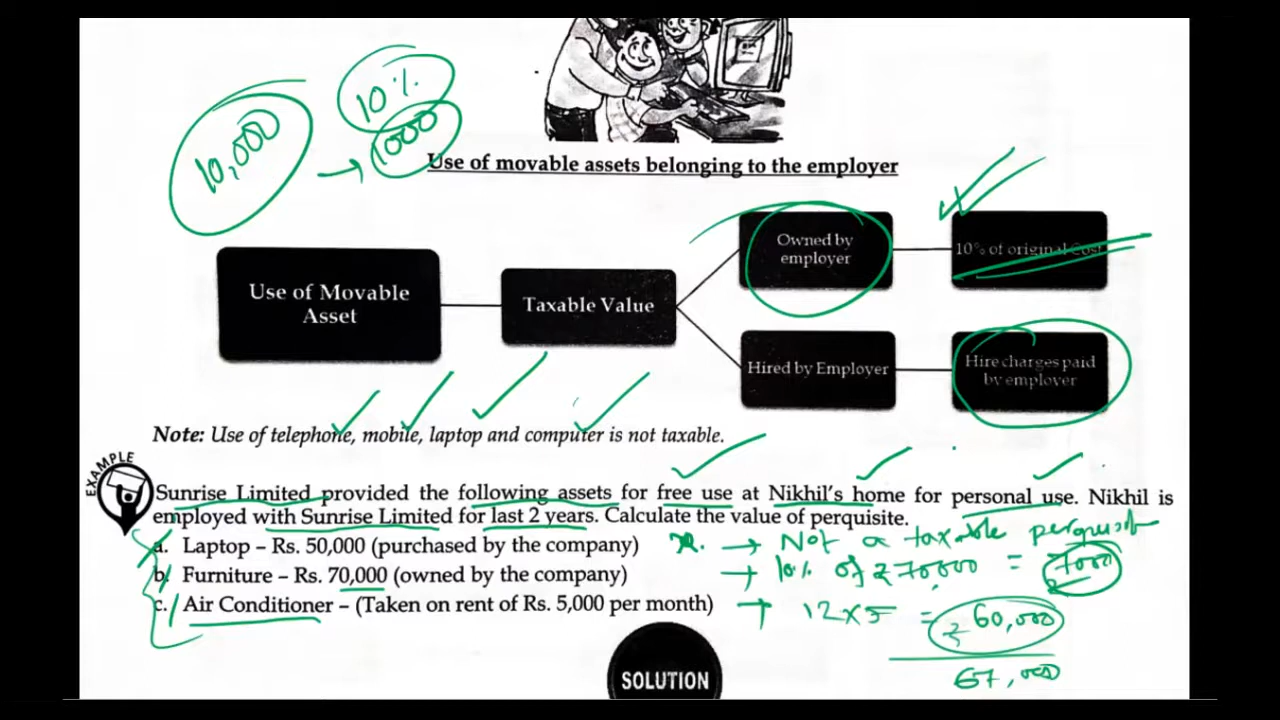 10%
10,000 → 1000
Use of movable assets belonging to the employer
Owned by
employer
10% of original Cost
Use of Movable
Asset
Taxable Value
Hired by Employer
Hire charges paid
by employer
Note: Use of telephone, mobile, laptop and computer is not taxable.
EXAMPLE
Sunrise Limited provided the following assets for free use at Nikhil's home for personal use. Nikhil is
employed with Sunrise Limited for last 2 years. Calculate the value of perquisite.
a. Laptop – Rs. 50,000 (purchased by the company) → Not a taxable perquisite
b. Furniture – Rs. 70,000 (owned by the company) → 10% of ₹70000 = 7000
c. Air Conditioner – (Taken on rent of Rs. 5,000 per month) → 12×5 = ₹60,000
67,000
SOLUTION